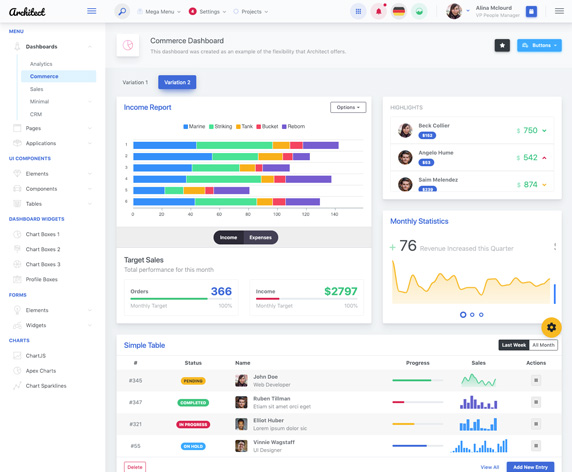 Architect
Mega Menu
4
Settings
Projects
Alina Mclourd
VP People Manager
MENU
Dashboards
Analytics
Commerce
Sales
Minimal
CRM
Pages
Applications
UI COMPONENTS
Elements
Components
Tables
DASHBOARD WIDGETS
Chart Boxes 1
Chart Boxes 2
Chart Boxes 3
Profile Boxes
FORMS
Elements
Widgets
CHARTS
ChartJS
Apex Charts
Chart Sparklines
Commerce Dashboard
This dashboard was created as an example of the flexibility that Architect offers.
Buttons
Variation 1
Variation 2
Income Report
Options
Marine Striking Tank Bucket Reborn
1
2
3
4
5
6
0 20 40 60 80 100 120 140
Income Expenses
Target Sales
Total performance for this month
Orders 366
Monthly Target 100%
Income $2797
Monthly Target 100%
HIGHLIGHTS
Beck Collier
$152
$ 750
Angelo Hume
$53
$ 542
Saim Melendez
$ 874
Monthly Statistics
+ 76 Revenue Increased this Quarter
Simple Table
Last Week All Month
# Status Name Progress Sales Actions
#345 PENDING John Doe
Web Developer
#347 COMPLETED Ruben Tillman
Etiam sit amet orci eget
#321 IN PROGRESS Elliot Huber
Lorem ipsum dolor sic
#55 ON HOLD Vinnie Wagstaff
UI Designer
Delete
View All
Add New Entry